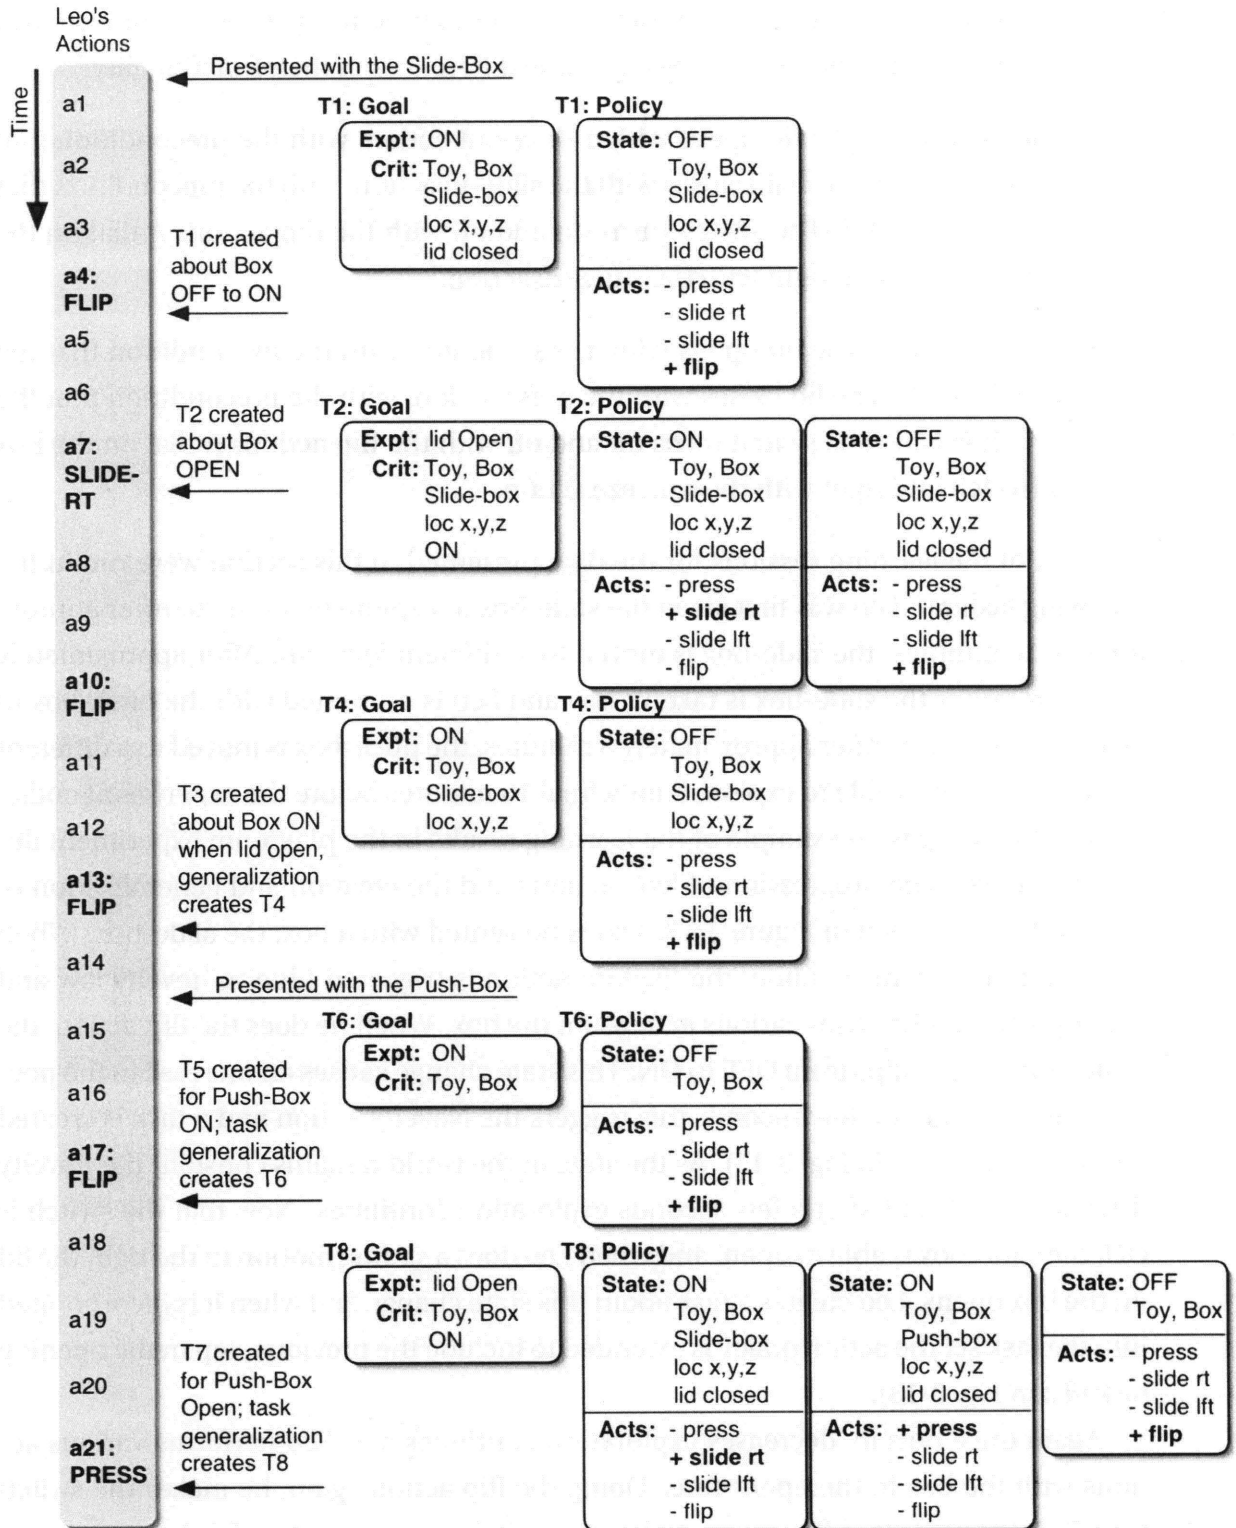 Leo's
Actions
Time
Presented with the Slide-Box
a1
a2
a3
a4:
FLIP
a5
a6
a7:
SLIDE-
RT
a8
a9
a10:
FLIP
a11
a12
a13:
FLIP
a14
a15
a16
a17:
FLIP
a18
a19
a20
a21:
PRESS
T1 created
about Box
OFF to ON
T1: Goal
Expt: ON
Crit: Toy, Box
Slide-box
loc x,y,z
lid closed
T1: Policy
State: OFF
Toy, Box
Slide-box
loc x,y,z
lid closed
Acts: - press
- slide rt
- slide lft
+ flip
T2 created
about Box
OPEN
T2: Goal
Expt: lid Open
Crit: Toy, Box
Slide-box
loc x,y,z
ON
T2: Policy
State: ON
Toy, Box
Slide-box
loc x,y,z
lid closed
Acts: - press
+ slide rt
- slide lft
- flip
State: OFF
Toy, Box
Slide-box
loc x,y,z
lid closed
Acts: - press
- slide rt
- slide lft
+ flip
T3 created
about Box ON
when lid open,
generalization
creates T4
T4: Goal
Expt: ON
Crit: Toy, Box
Slide-box
loc x,y,z
T4: Policy
State: OFF
Toy, Box
Slide-box
loc x,y,z
Acts: - press
- slide rt
- slide lft
+ flip
Presented with the Push-Box
T5 created
for Push-Box
ON; task
generalization
creates T6
T6: Goal
Expt: ON
Crit: Toy, Box
T6: Policy
State: OFF
Toy, Box
Acts: - press
- slide rt
- slide lft
+ flip
T7 created
for Push-Box
Open; task
generalization
creates T8
T8: Goal
Expt: lid Open
Crit: Toy, Box
ON
T8: Policy
State: ON
Toy, Box
Slide-box
loc x,y,z
lid closed
Acts: - press
+ slide rt
- slide lft
- flip
State: ON
Toy, Box
Push-box
loc x,y,z
lid closed
Acts: + press
- slide rt
- slide lft
- flip
State: OFF
Toy, Box
Acts: - press
- slide rt
- slide lft
+ flip